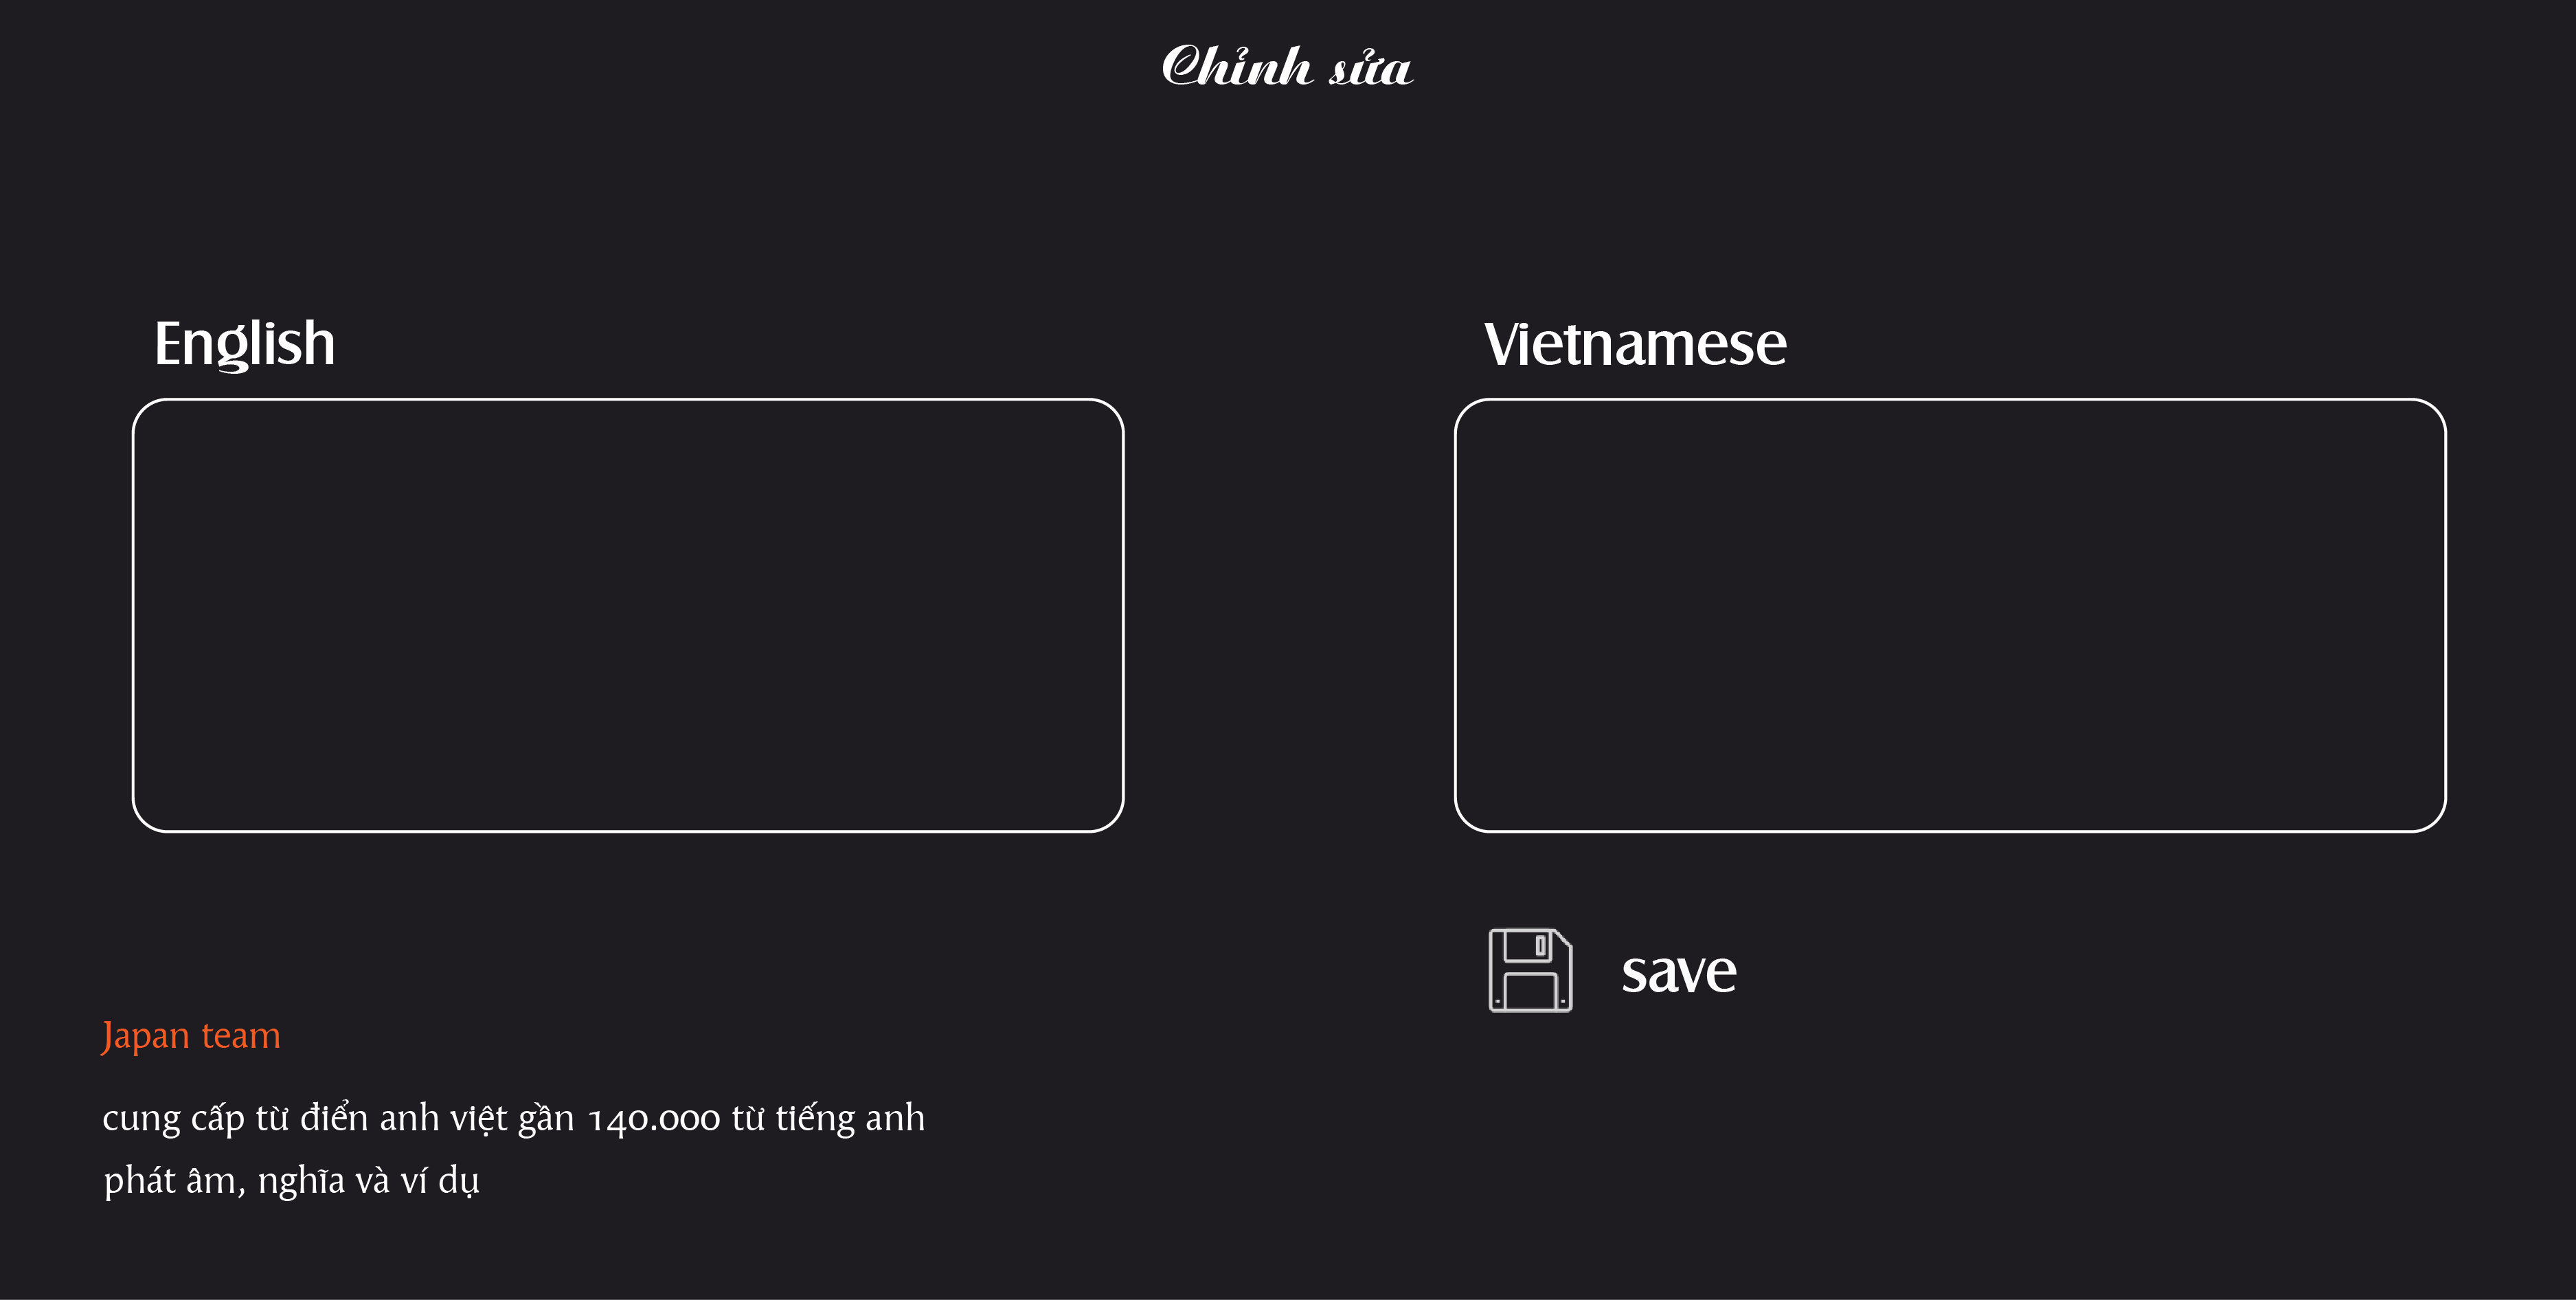 Chỉnh sửa
English
Vietnamese
save
Japan team
cung cấp từ điển anh việt gần 140.000 từ tiếng anh
phát âm, nghĩa và ví dụ